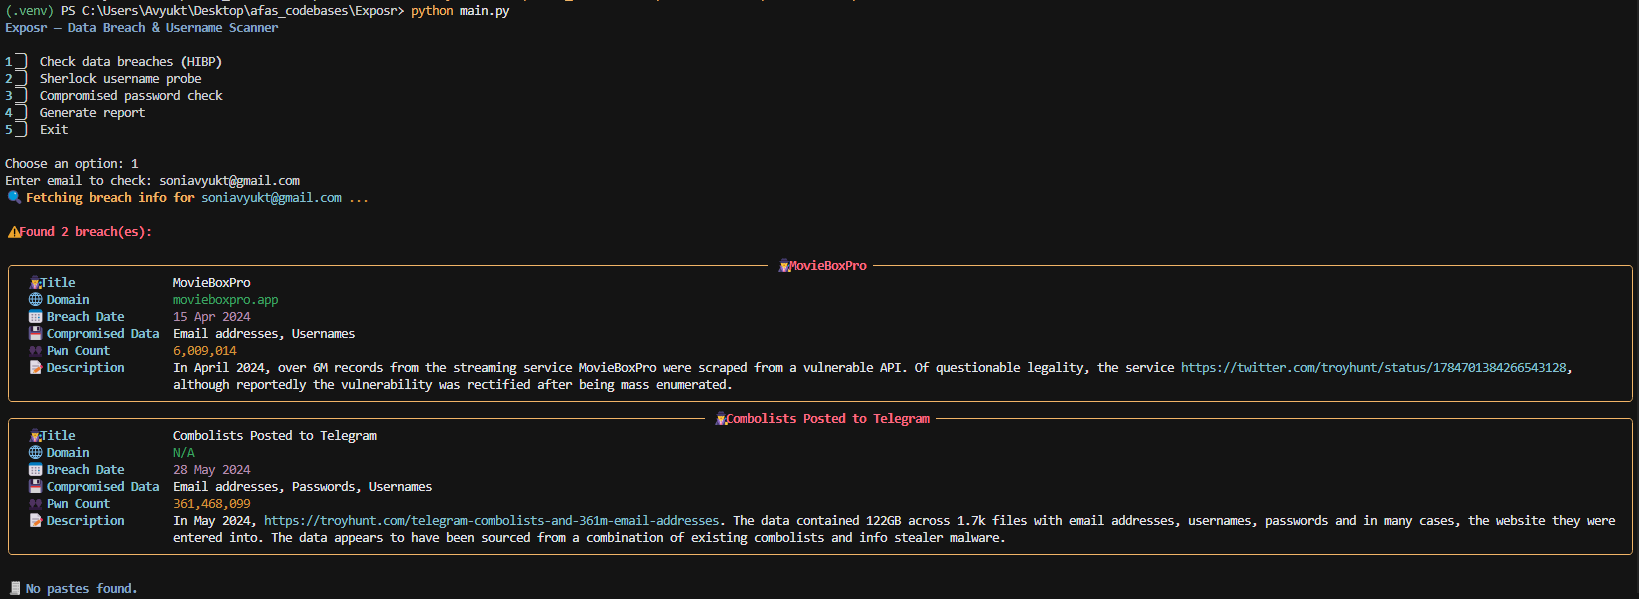 (.venv) PS C:\Users\Avyukt\Desktop\afas_codebases\Exposr> python main.py
Exposr — Data Breach & Username Scanner
1⃣ Check data breaches (HIBP)
2⃣ Sherlock username probe
3⃣ Compromised password check
4⃣ Generate report
5⃣ Exit
Choose an option: 1
Enter email to check: soniavyukt@gmail.com
Fetching breach info for soniavyukt@gmail.com ...
Found 2 breach(es):
MovieBoxPro
Title MovieBoxPro
Domain movieboxpro.app
Breach Date 15 Apr 2024
Compromised Data Email addresses, Usernames
Pwn Count 6,009,014
Description In April 2024, over 6M records from the streaming service MovieBoxPro were scraped from a vulnerable API. Of questionable legality, the service https://twitter.com/troyhunt/status/1784701384266543128,
although reportedly the vulnerability was rectified after being mass enumerated.
Combolists Posted to Telegram
Title Combolists Posted to Telegram
Domain N/A
Breach Date 28 May 2024
Compromised Data Email addresses, Passwords, Usernames
Pwn Count 361,468,099
Description In May 2024, https://troyhunt.com/telegram-combolists-and-361m-email-addresses. The data contained 122GB across 1.7k files with email addresses, usernames, passwords and in many cases, the website they were
entered into. The data appears to have been sourced from a combination of existing combolists and info stealer malware.
No pastes found.